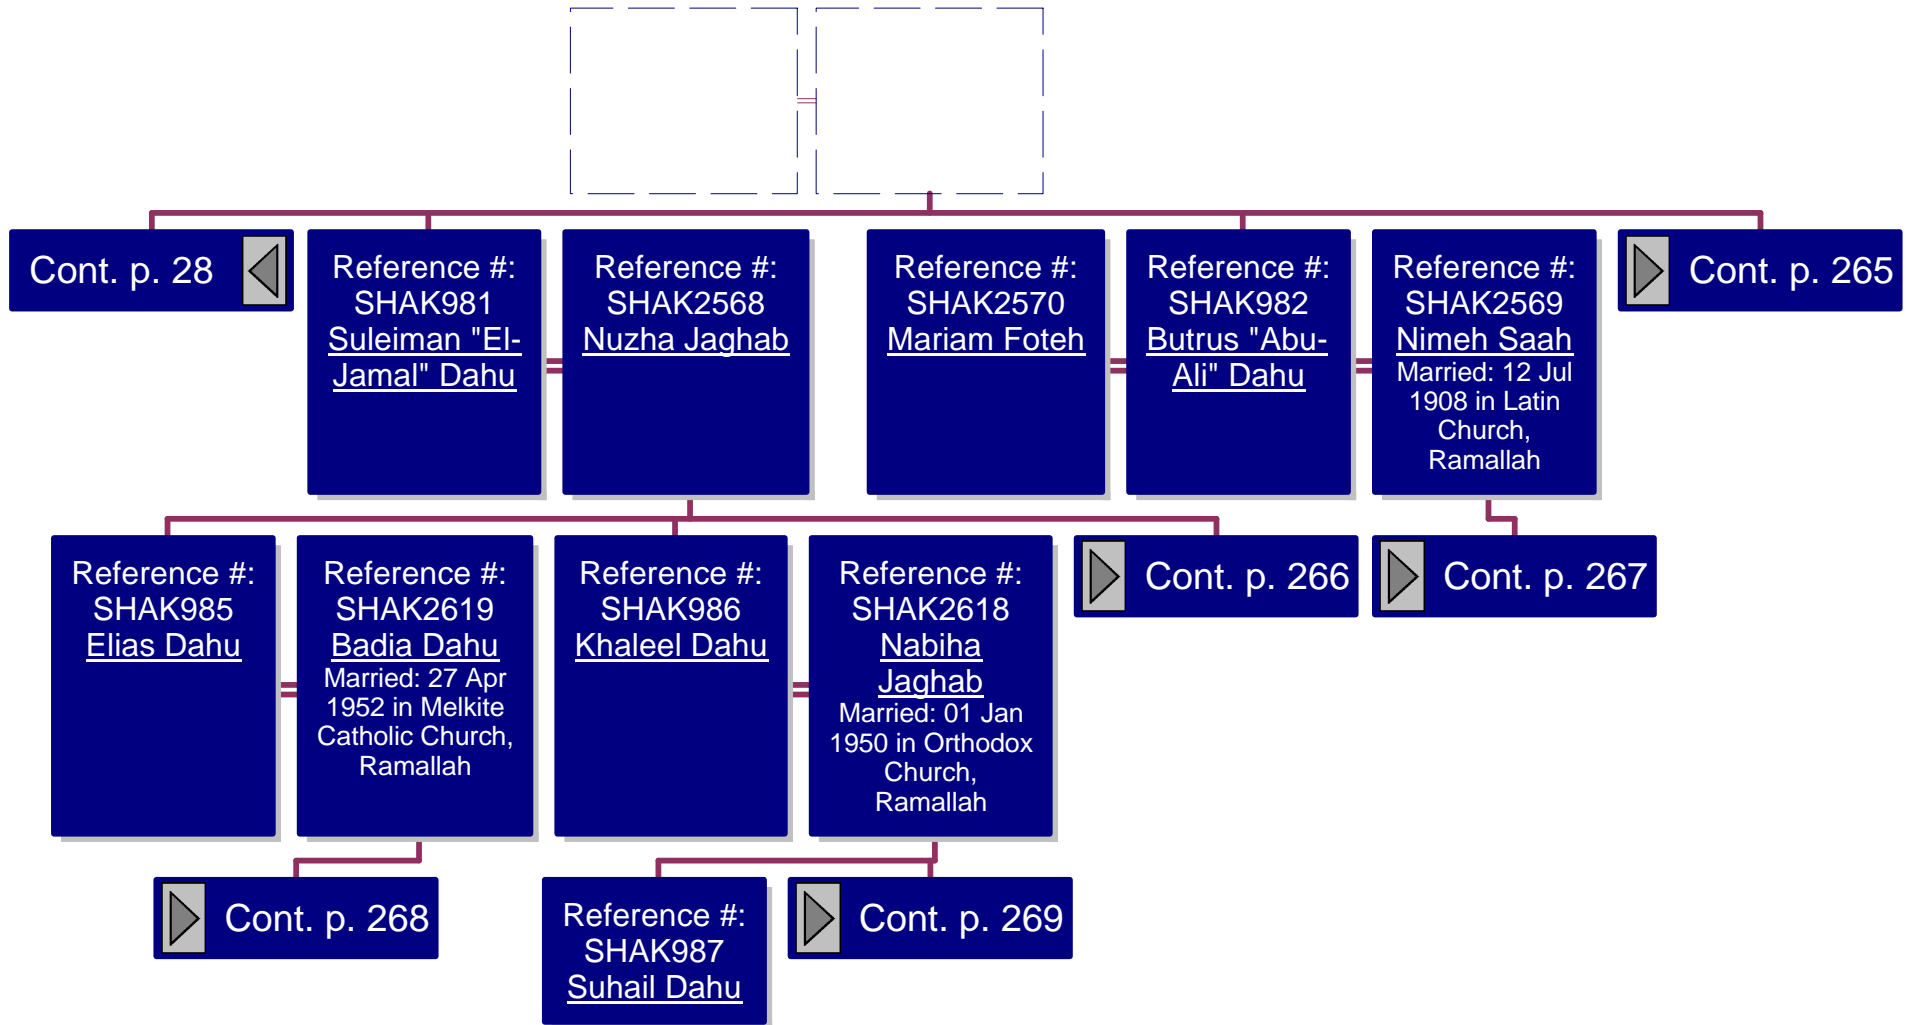 Cont. p. 28
Reference #:
SHAK981
Suleiman "El-
Jamal" Dahu
Reference #:
SHAK2568
Nuzha Jaghab
Reference #:
SHAK2570
Mariam Foteh
Reference #:
SHAK982
Butrus "Abu-
Ali" Dahu
Reference #:
SHAK2569
Nimeh Saah
Married: 12 Jul
1908 in Latin
Church,
Ramallah
Cont. p. 265
Reference #:
SHAK985
Elias Dahu
Reference #:
SHAK2619
Badia Dahu
Married: 27 Apr
1952 in Melkite
Catholic Church,
Ramallah
Reference #:
SHAK986
Khaleel Dahu
Reference #:
SHAK2618
Nabiha
Jaghab
Married: 01 Jan
1950 in Orthodox
Church,
Ramallah
Cont. p. 266
Cont. p. 267
Cont. p. 268
Reference #:
SHAK987
Suhail Dahu
Cont. p. 269